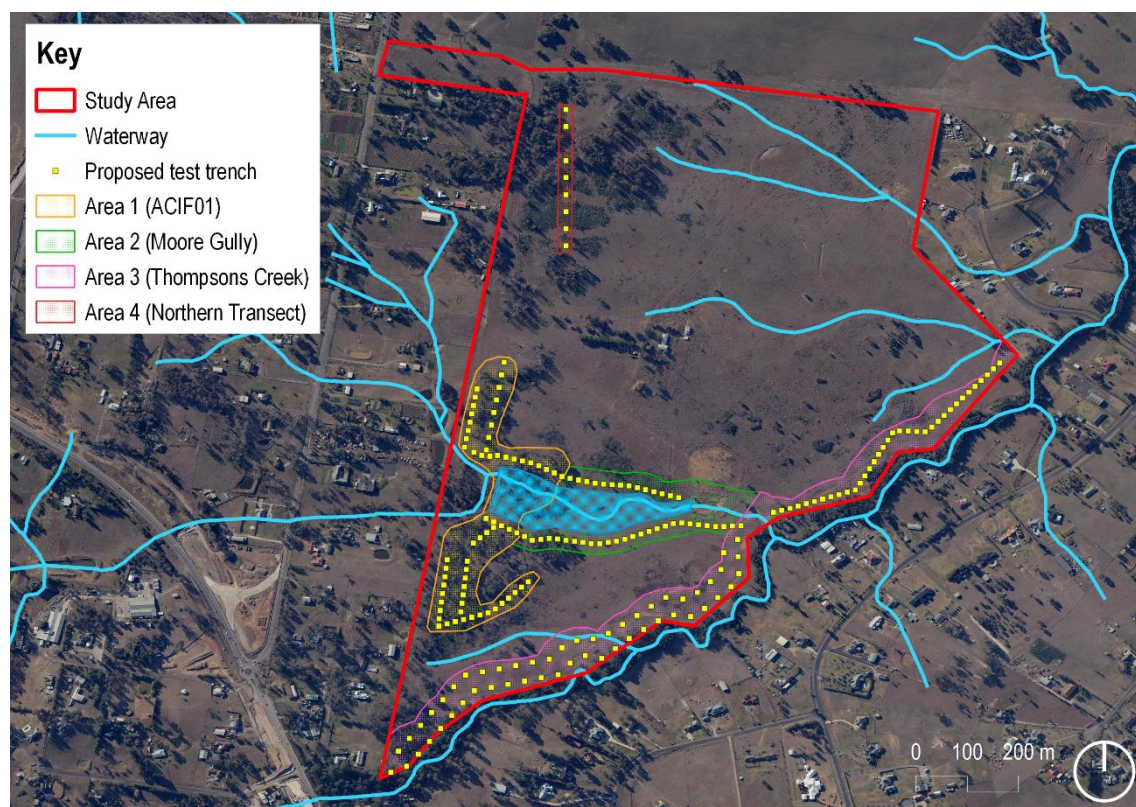 Key
Study Area
Waterway
Proposed test trench
Area 1 (ACIF01)
Area 2 (Moore Gully)
Area 3 (Thompsons Creek)
Area 4 (Northern Transect)
0 100 200 m